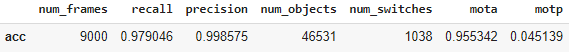 num_frames recall precision num_objects num_switches mota motp
acc 9000 0.979046 0.998575 46531 1038 0.955342 0.045139